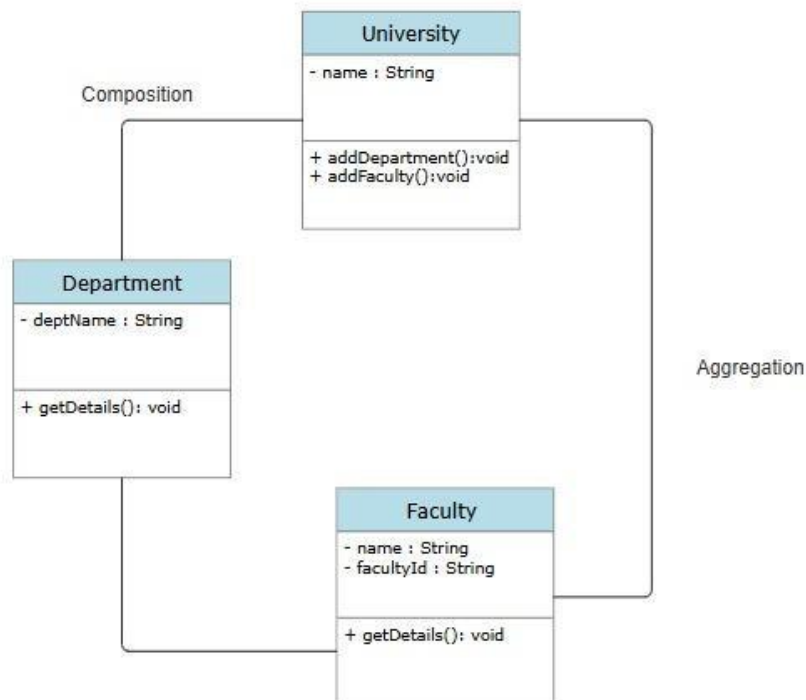 University
- name : String
Composition
+ addDepartment():void
+ addFaculty():void
Department
- deptName : String
+ getDetails(): void
Aggregation
Faculty
- name : String
- facultyId : String
+ getDetails(): void